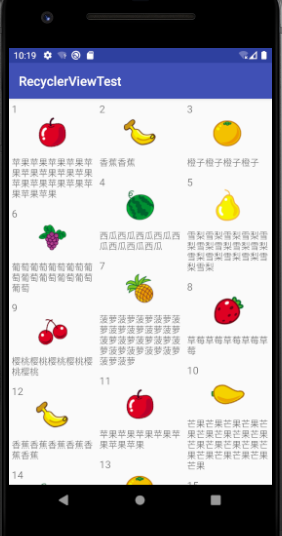 10:19
RecyclerViewTest
1
苹果苹果苹果苹果苹
果苹果苹果苹果苹果
苹果苹果苹果苹果苹
果苹果苹果
2
香蕉香蕉
3
橙子橙子橙子橙子
4
西瓜西瓜西瓜西瓜西
瓜西瓜西瓜西瓜
5
雪梨雪梨雪梨雪梨雪
梨雪梨雪梨雪梨雪梨
雪梨雪梨雪梨雪梨雪
梨雪梨
6
葡萄葡萄葡萄葡萄葡
萄葡萄葡萄葡萄葡萄
葡萄
7
菠萝菠萝菠萝菠萝菠
萝菠萝菠萝菠萝菠萝
菠萝菠萝菠萝菠萝菠
萝菠萝菠萝菠萝菠萝
菠萝菠萝
8
草莓草莓草莓草莓草
莓
9
樱桃樱桃樱桃樱桃樱
桃樱桃
10
芒果芒果芒果芒果芒
果芒果芒果芒果芒果
芒果芒果芒果芒果芒
果芒果芒果芒果芒果
芒果
11
苹果苹果苹果苹果苹
果苹果苹果
12
香蕉香蕉香蕉香蕉香
蕉香蕉
13
14
15